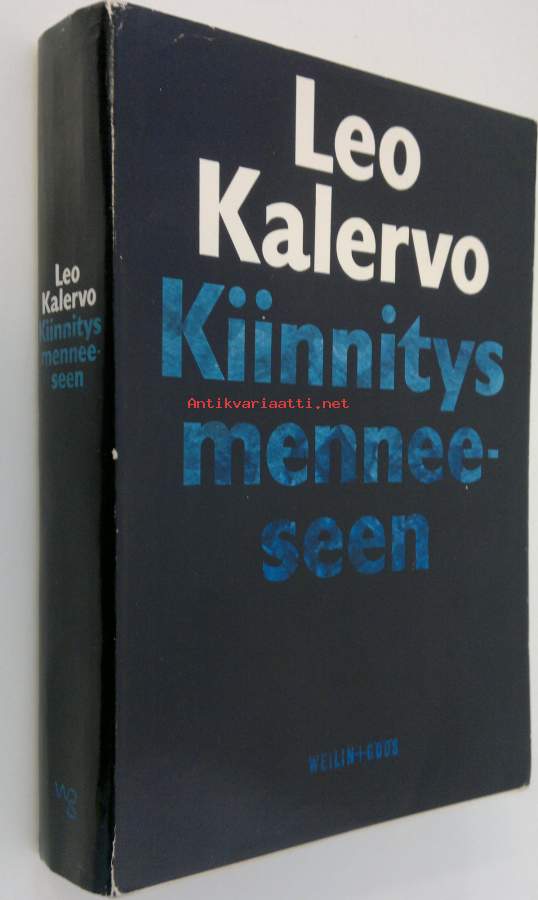 Leo
Kalervo
Kiinnitys
mennee-
seen
WEILIN+GÖÖS
Leo
Kalervo
Kiinnitys
mennee-
seen
Antikvariaatti.net